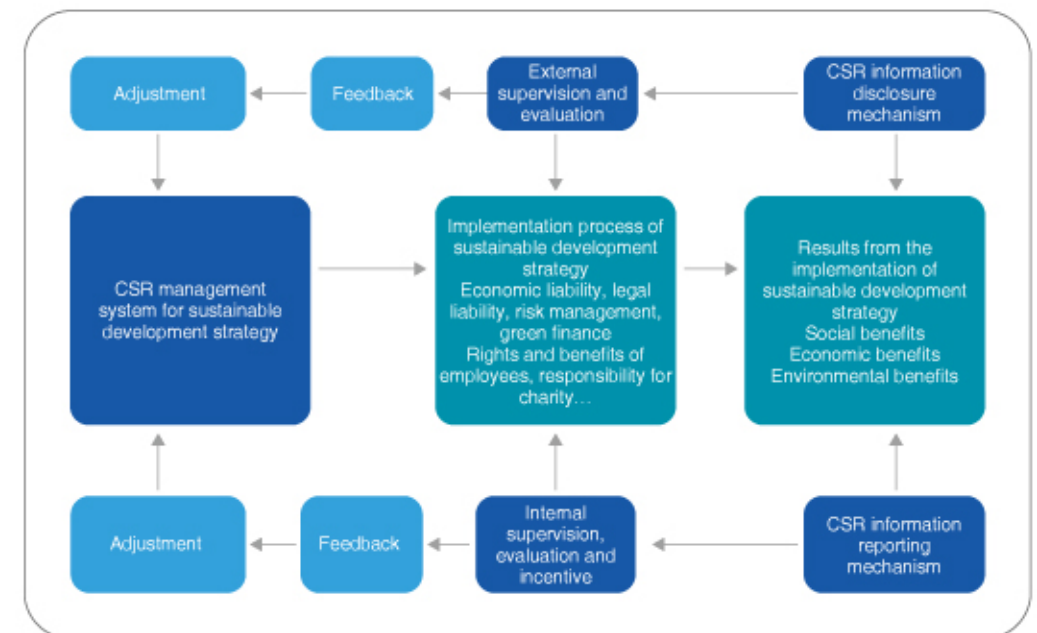 Adjustment
Feedback
External
supervision and
evaluation
CSR information
disclosure
mechanism
CSR management
system for sustainable
development strategy
Implementation process of
sustainable development
strategy
Economic liability, legal
liability, risk management,
green finance
Rights and benefits of
employees, responsibility for
charity…
Results from the
implementation of
sustainable development
strategy
Social benefits
Economic benefits
Environmental benefits
Adjustment
Feedback
Internal
supervision,
evaluation and
incentive
CSR information
reporting
mechanism